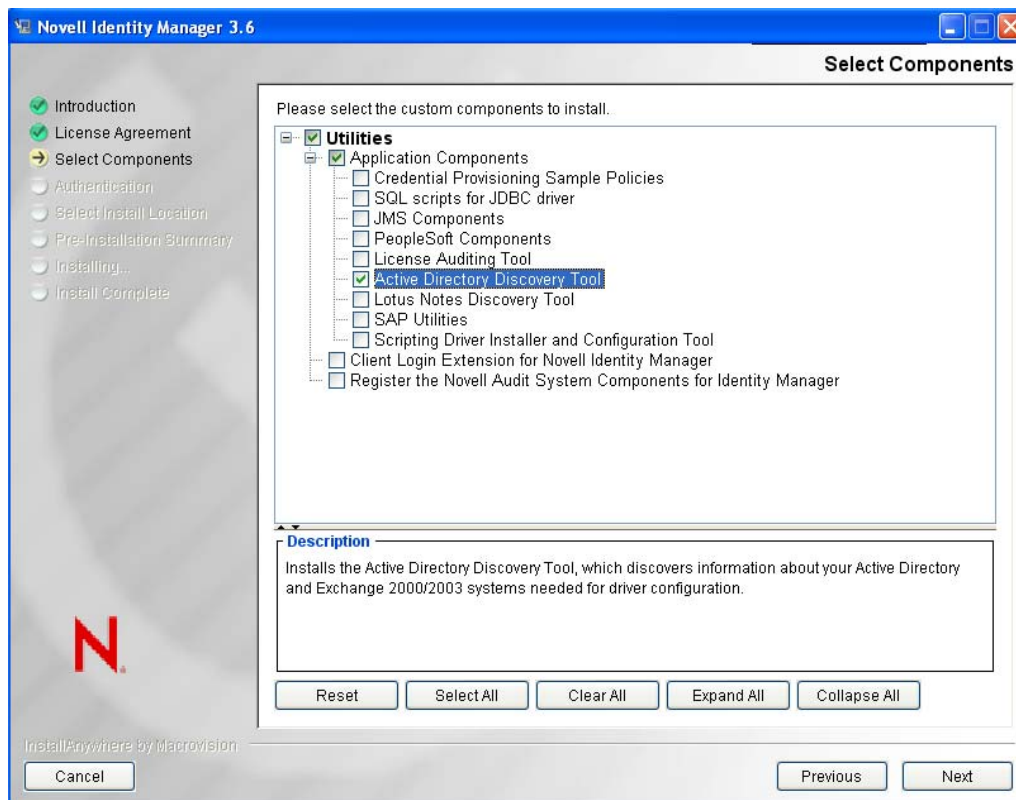 Novell Identity Manager 3.6
Select Components
Introduction
License Agreement
Select Components
Authentication
Select Install Location
Pre-Installation Summary
Installing...
Install Complete
Please select the custom components to install.
Utilities
Application Components
Credential Provisioning Sample Policies
SQL scripts for JDBC driver
JMS Components
PeopleSoft Components
License Auditing Tool
Active Directory Discovery Tool
Lotus Notes Discovery Tool
SAP Utilities
Scripting Driver Installer and Configuration Tool
Client Login Extension for Novell Identity Manager
Register the Novell Audit System Components for Identity Manager
Description
Installs the Active Directory Discovery Tool, which discovers information about your Active Directory
and Exchange 2000/2003 systems needed for driver configuration.
N
Reset Select All Clear All Expand All Collapse All
InstallAnywhere by Macrovision
Cancel Previous Next